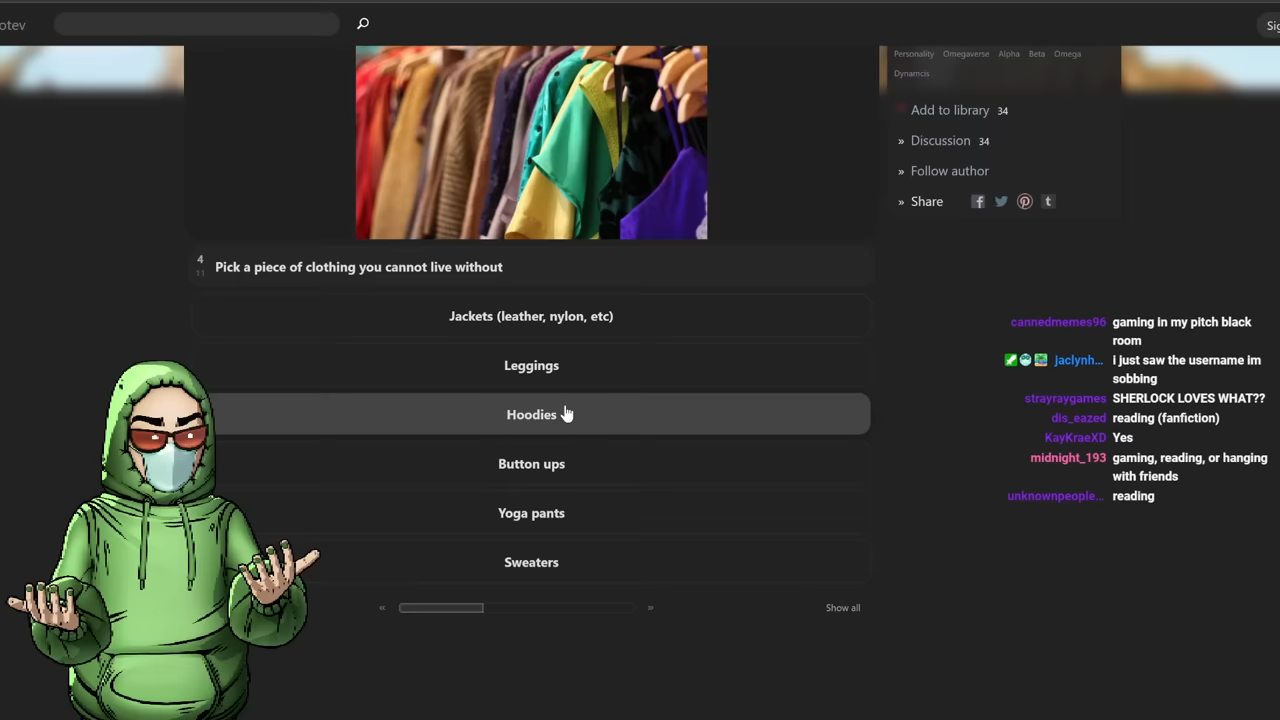 otev
Sig
Personality Omegaverse Alpha Beta Omega
Dynamcis
Add to library 34
» Discussion 34
» Follow author
» Share f t
4
11
Pick a piece of clothing you cannot live without
Jackets (leather, nylon, etc)
Leggings
Hoodies
Button ups
Yoga pants
Sweaters
« »
Show all
cannedmemes96 gaming in my pitch black
room
jaclynh... i just saw the username im
sobbing
strayraygames SHERLOCK LOVES WHAT??
dis_eazed reading (fanfiction)
KayKraeXD Yes
midnight_193 gaming, reading, or hanging
with friends
unknownpeople... reading